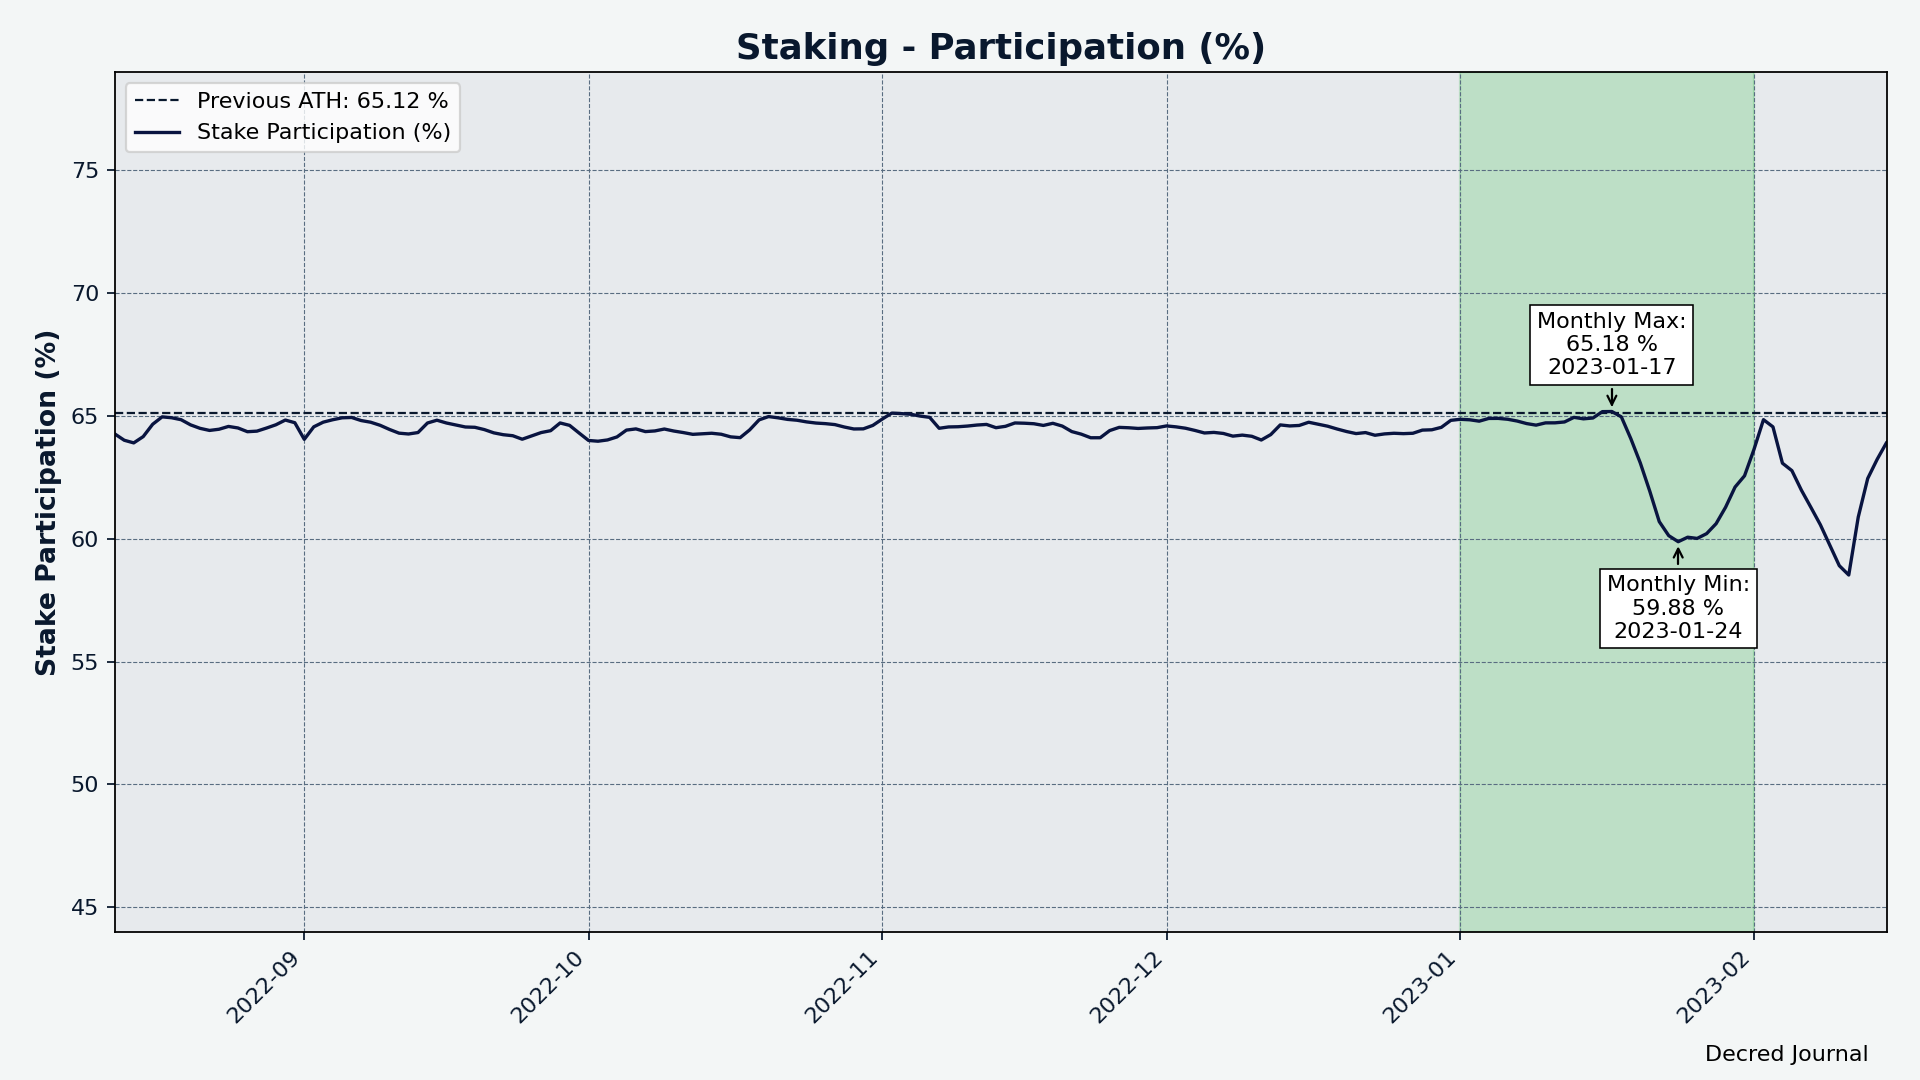 Staking - Participation (%)
Previous ATH: 65.12 %
Stake Participation (%)
Stake Participation (%)
75
70
65
60
55
50
45
Monthly Max:
65.18 %
2023-01-17
Monthly Min:
59.88 %
2023-01-24
2022-09
2022-10
2022-11
2022-12
2023-01
2023-02
Decred Journal